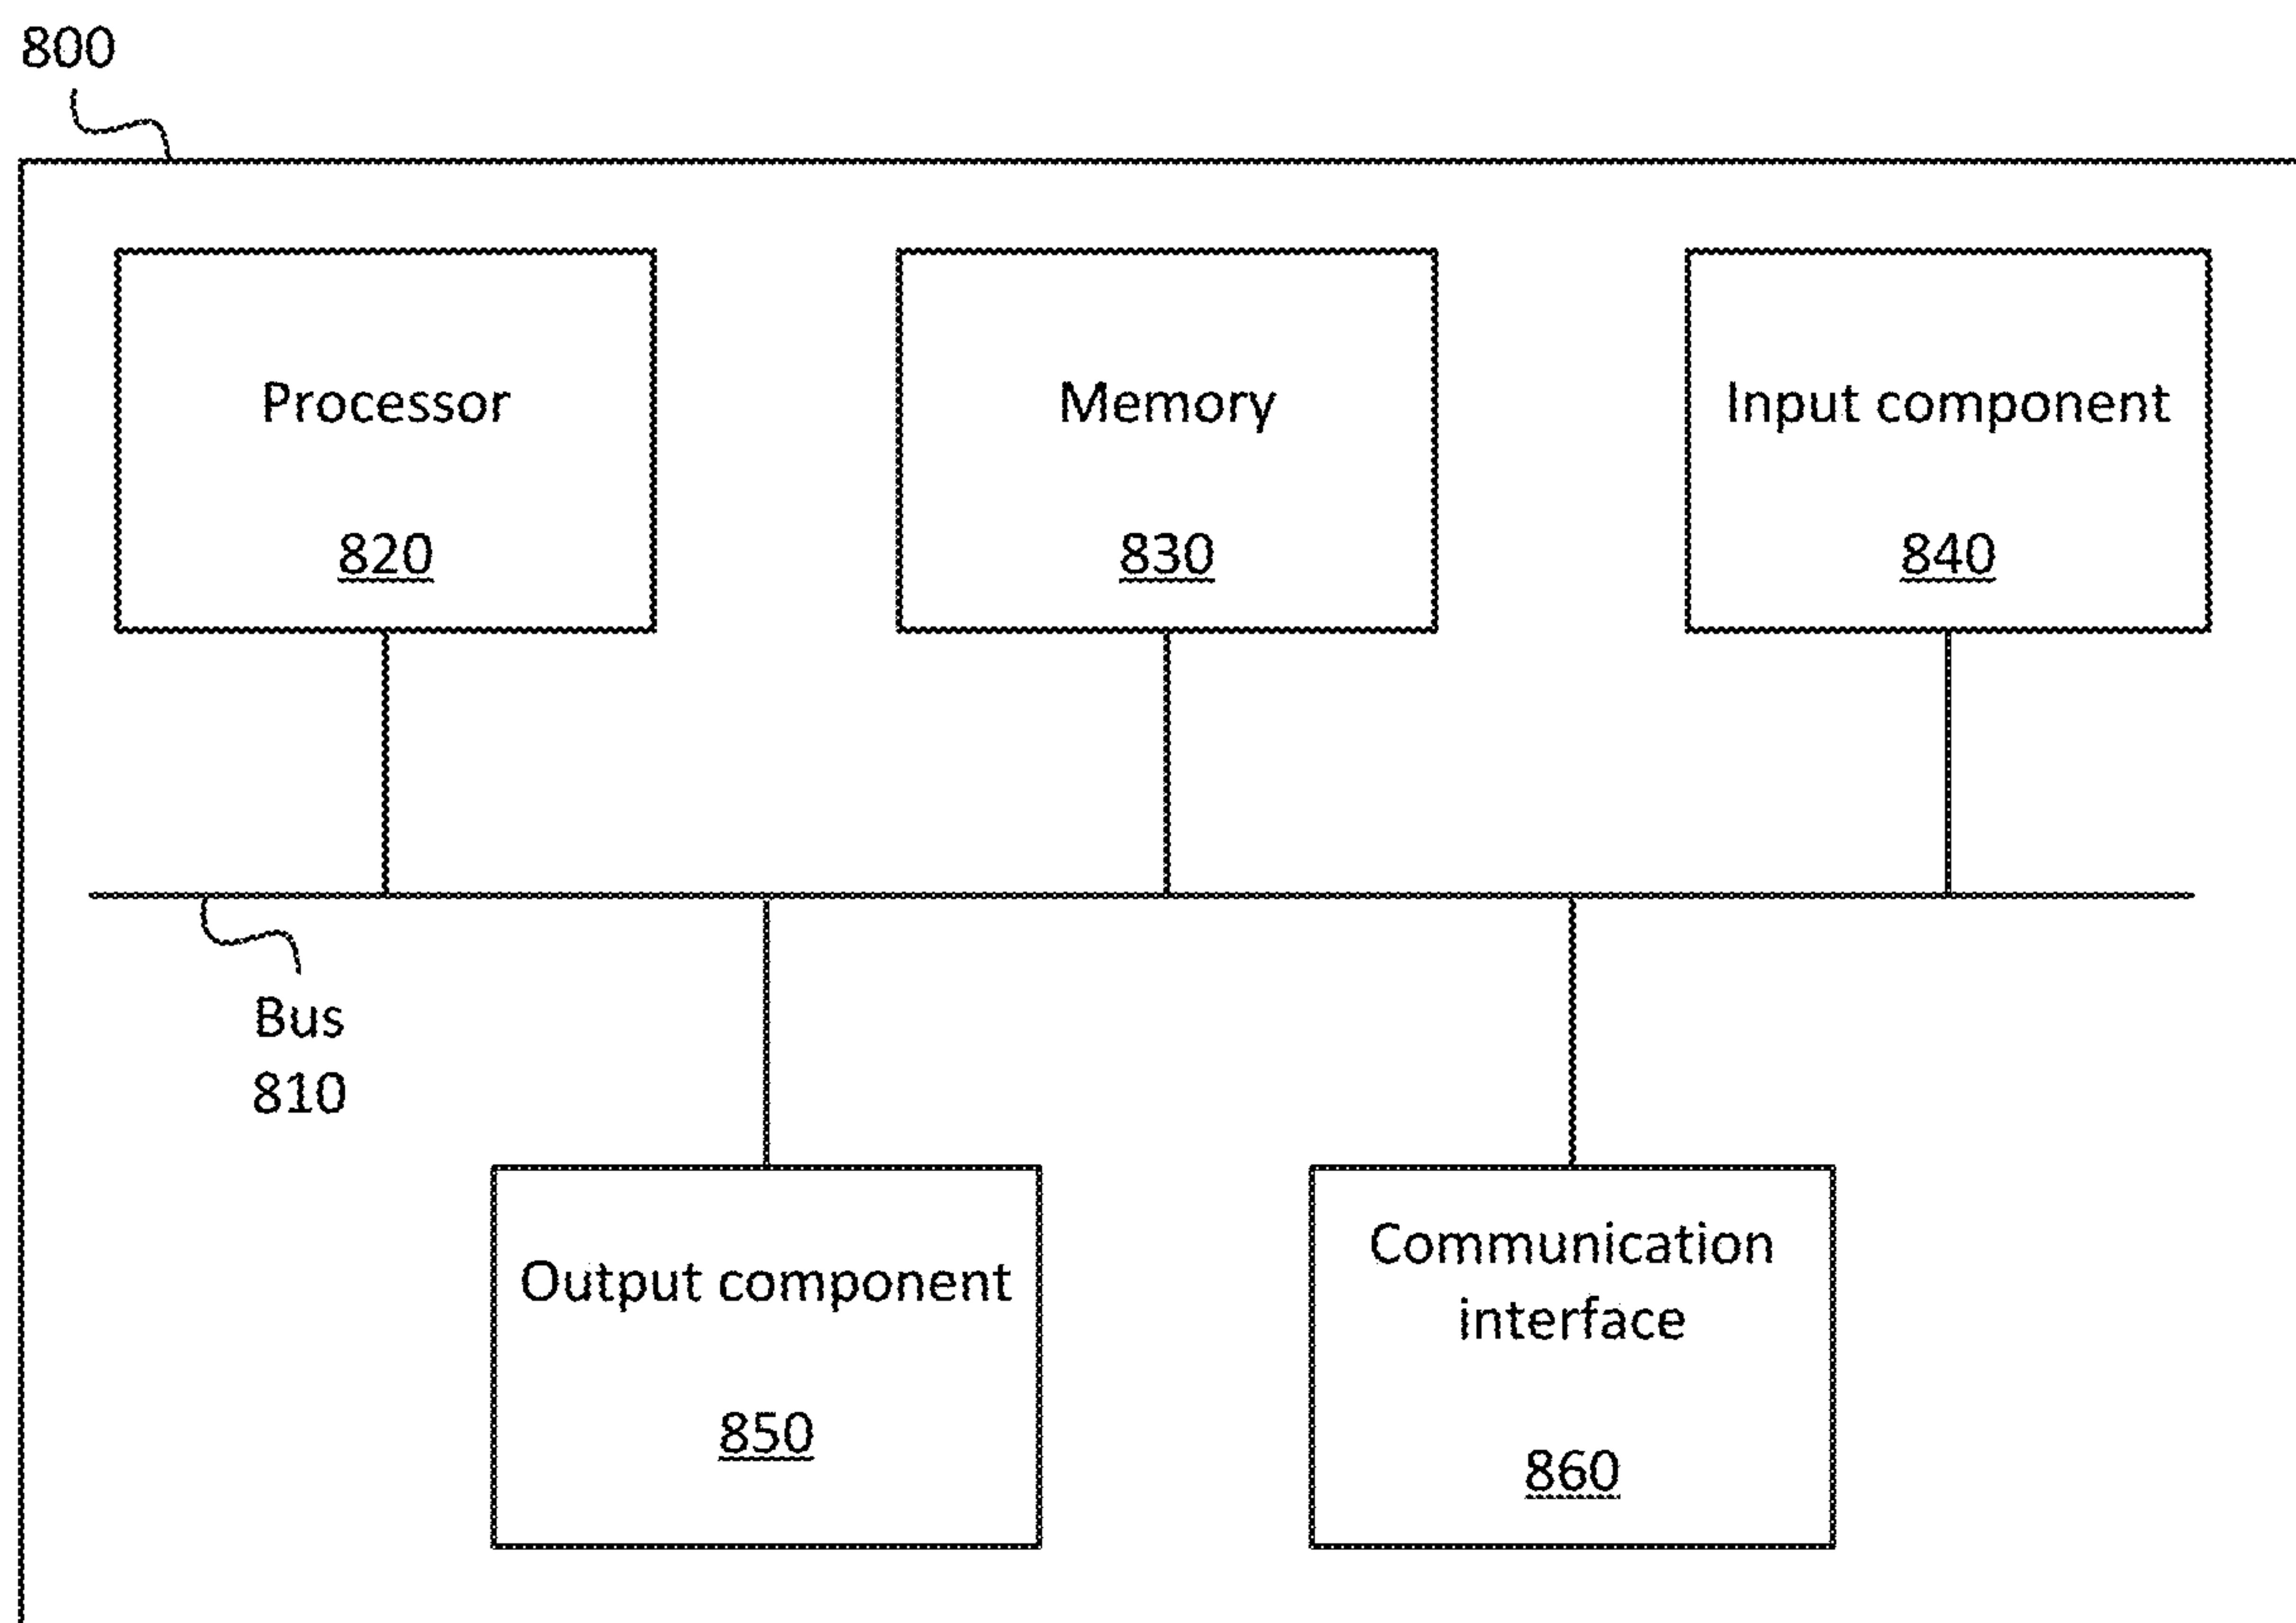 800
Processor
820
Memory
830
Input component
840
Bus
810
Output component
850
Communication
interface
860